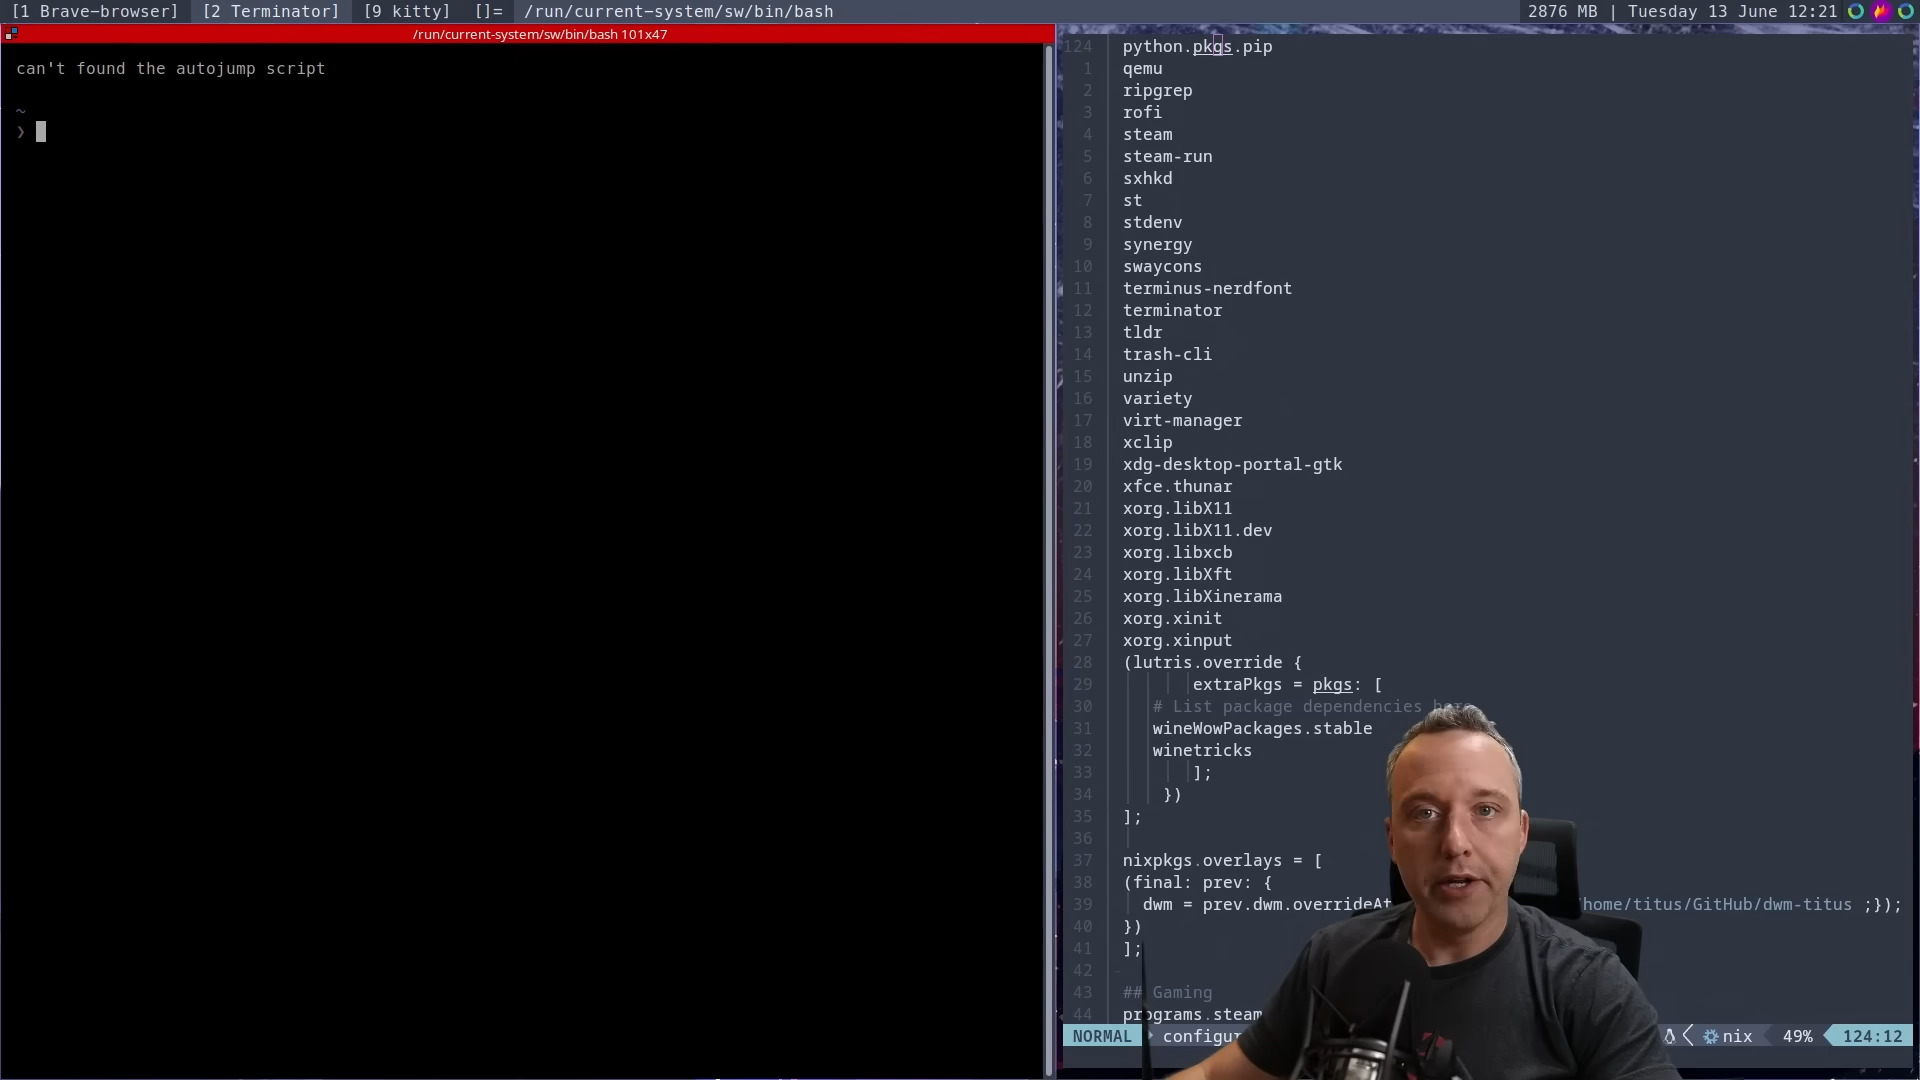 [1 Brave-browser] [2 Terminator] [9 kitty] []= /run/current-system/sw/bin/bash 2876 MB | Tuesday 13 June 12:21
/run/current-system/sw/bin/bash 101x47
can't found the autojump script
~
❯
124 python.pkgs.pip
1 qemu
2 ripgrep
3 rofi
4 steam
5 steam-run
6 sxhkd
7 st
8 stdenv
9 synergy
10 swaycons
11 terminus-nerdfont
12 terminator
13 tldr
14 trash-cli
15 unzip
16 variety
17 virt-manager
18 xclip
19 xdg-desktop-portal-gtk
20 xfce.thunar
21 xorg.libX11
22 xorg.libX11.dev
23 xorg.libxcb
24 xorg.libXft
25 xorg.libXinerama
26 xorg.xinit
27 xorg.xinput
28 (lutris.override {
29 extraPkgs = pkgs: [
30 # List package dependencies here
31 wineWowPackages.stable
32 winetricks
33 ];
34 })
35 ];
36
37 nixpkgs.overlays = [
38 (final: prev: {
39 dwm = prev.dwm.overrideAt home/titus/GitHub/dwm-titus ;});
40 })
41 ];
42
43 ## Gaming
44 programs.steam
NORMAL configur nix 49% 124:12